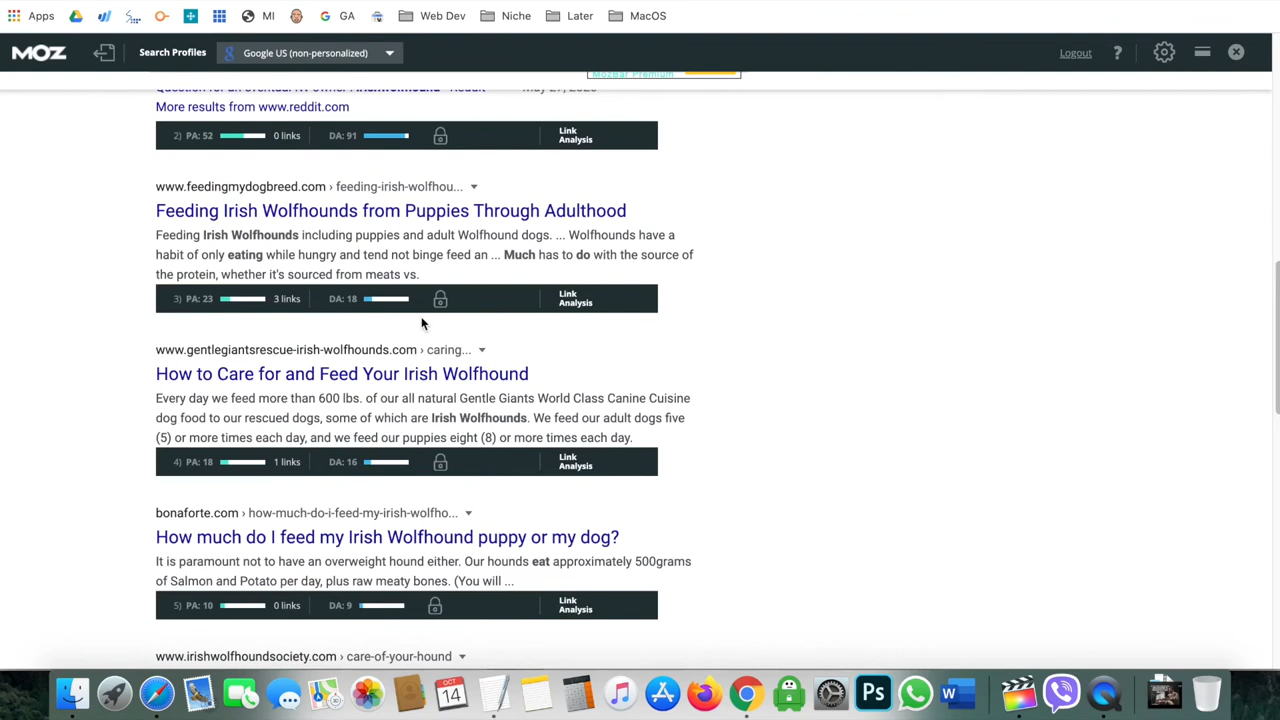 Apps MI GA Web Dev Niche Later MacOS
MOZ Search Profiles Google US (non-personalized) Logout ?
MozBar Premium
Question for an eventual
May 27, 2020
More results from www.reddit.com
2) PA: 52 0 links DA: 91 Link Analysis
www.feedingmydogbreed.com › feeding-irish-wolfhou...
Feeding Irish Wolfhounds from Puppies Through Adulthood
Feeding Irish Wolfhounds including puppies and adult Wolfhound dogs. ... Wolfhounds have a
habit of only eating while hungry and tend not binge feed an ... Much has to do with the source of
the protein, whether it's sourced from meats vs.
3) PA: 23 3 links DA: 18 Link Analysis
www.gentlegiantsrescue-irish-wolfhounds.com › caring...
How to Care for and Feed Your Irish Wolfhound
Every day we feed more than 600 lbs. of our all natural Gentle Giants World Class Canine Cuisine
dog food to our rescued dogs, some of which are Irish Wolfhounds. We feed our adult dogs five
(5) or more times each day, and we feed our puppies eight (8) or more times each day.
4) PA: 18 1 links DA: 16 Link Analysis
bonaforte.com › how-much-do-i-feed-my-irish-wolfho...
How much do I feed my Irish Wolfhound puppy or my dog?
It is paramount not to have an overweight hound either. Our hounds eat approximately 500grams
of Salmon and Potato per day, plus raw meaty bones. (You will ...
5) PA: 10 0 links DA: 9 Link Analysis
www.irishwolfhoundsociety.com › care-of-your-hound
OCT
14
Ps
W